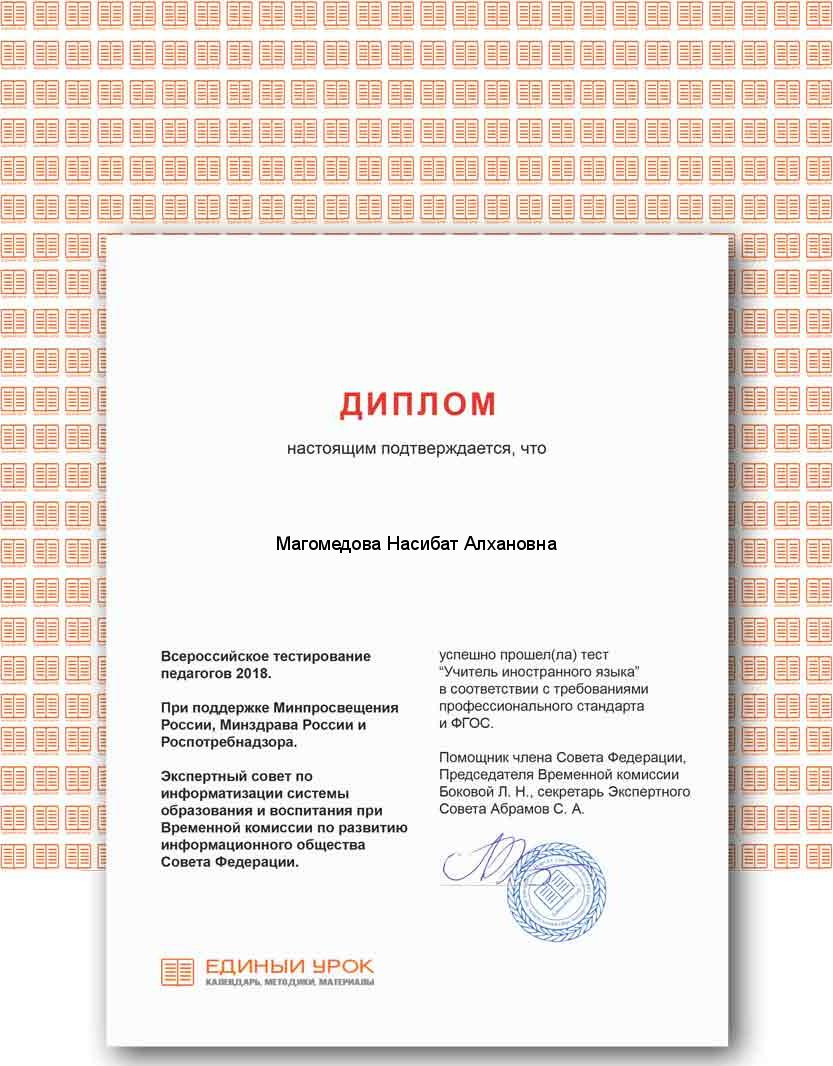 ДИПЛОМ
настоящим подтверждается, что
Магомедова Насибат Алхановна
Всероссийское тестирование
педагогов 2018.
При поддержке Минпросвещения
России, Минздрава России и
Роспотребнадзора.
Экспертный совет по
информатизации системы
образования и воспитания при
Временной комиссии по развитию
информационного общества
Совета Федерации.
успешно прошел(ла) тест
“Учитель иностранного языка”
в соответствии с требованиями
профессионального стандарта
и ФГОС.
Помощник члена Совета Федерации,
Председателя Временной комиссии
Боковой Л. Н., секретарь Экспертного
Совета Абрамов С. А.
ЕДИНЫЙ УРОК
КАЛЕНДАРЬ, МЕТОДИКИ, МАТЕРИАЛЫ